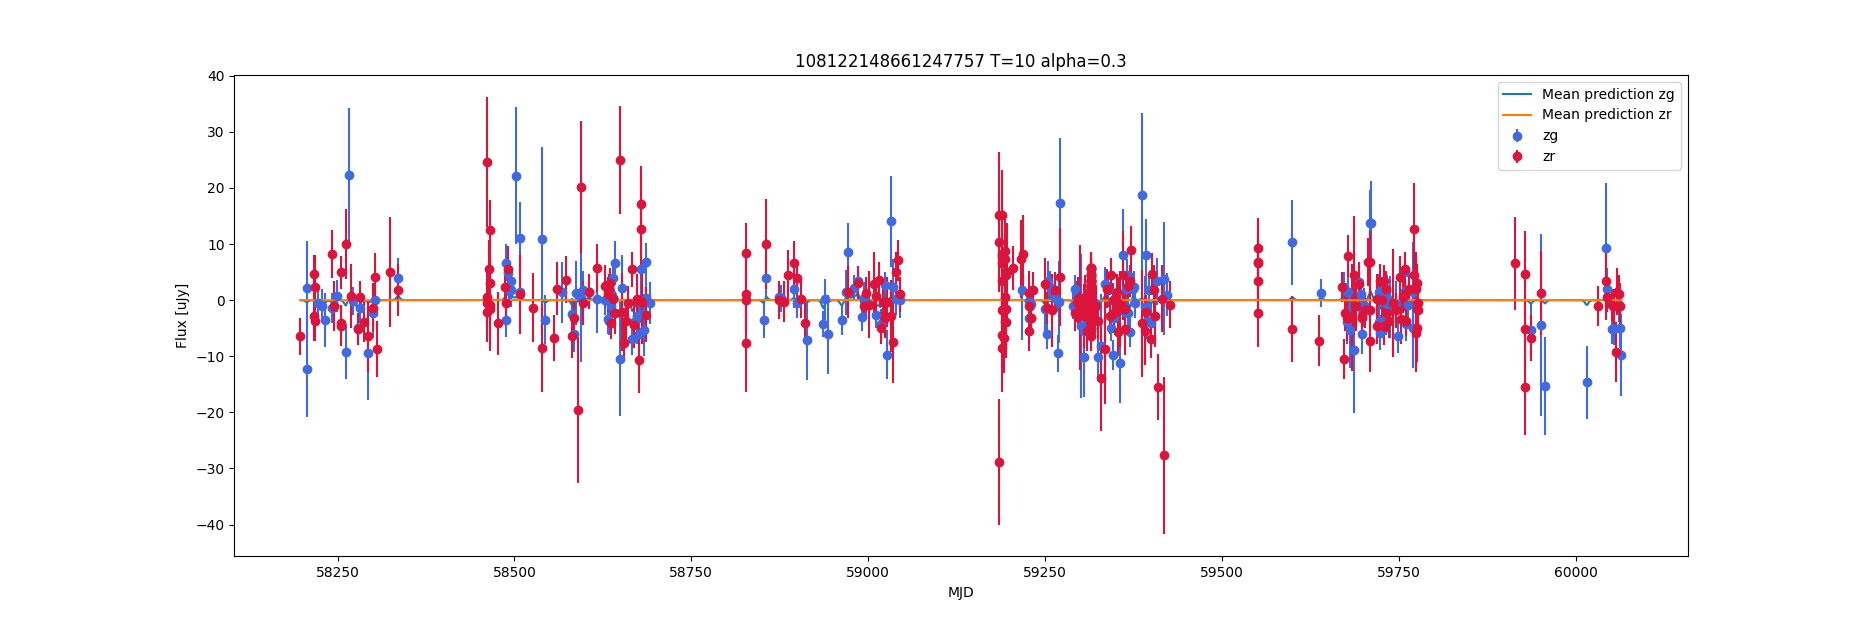 108122148661247757 T=10 alpha=0.3
40
30
20
10
0
−10
−20
−30
−40
Flux [uJy]
58250
58500
58750
59000
59250
59500
59750
60000
MJD
Mean prediction zg
Mean prediction zr
zg
zr